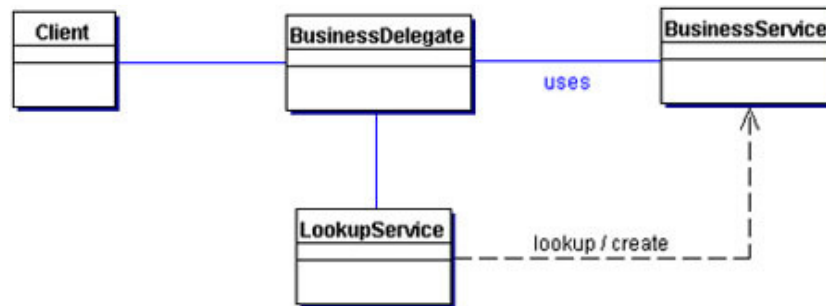 Client
BusinessDelegate
BusinessService
uses
LookupService
lookup / create